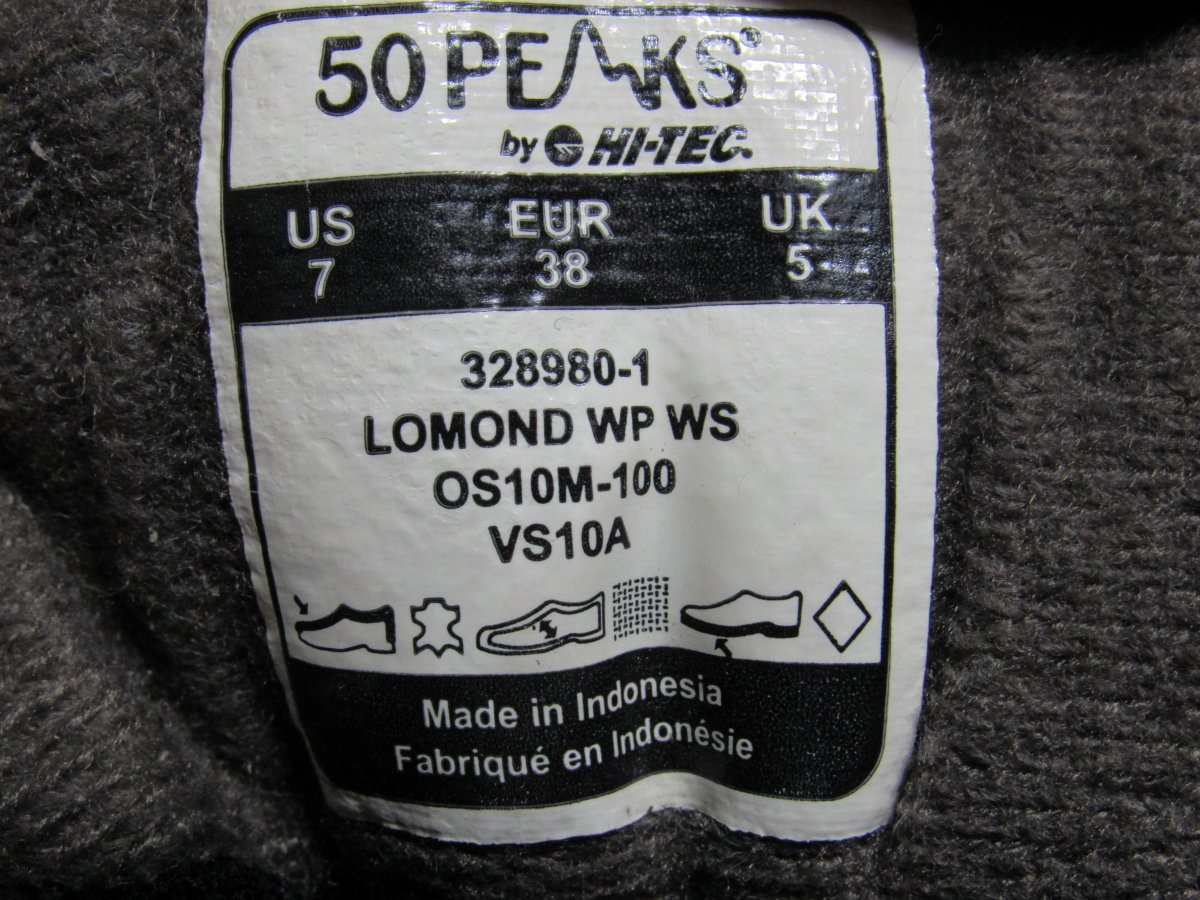 50 PEAKS®
by HI-TEC
US EUR UK
7 38 5
328980-1
LOMOND WP WS
OS10M-100
VS10A
Made in Indonesia
Fabriqué en Indonésie